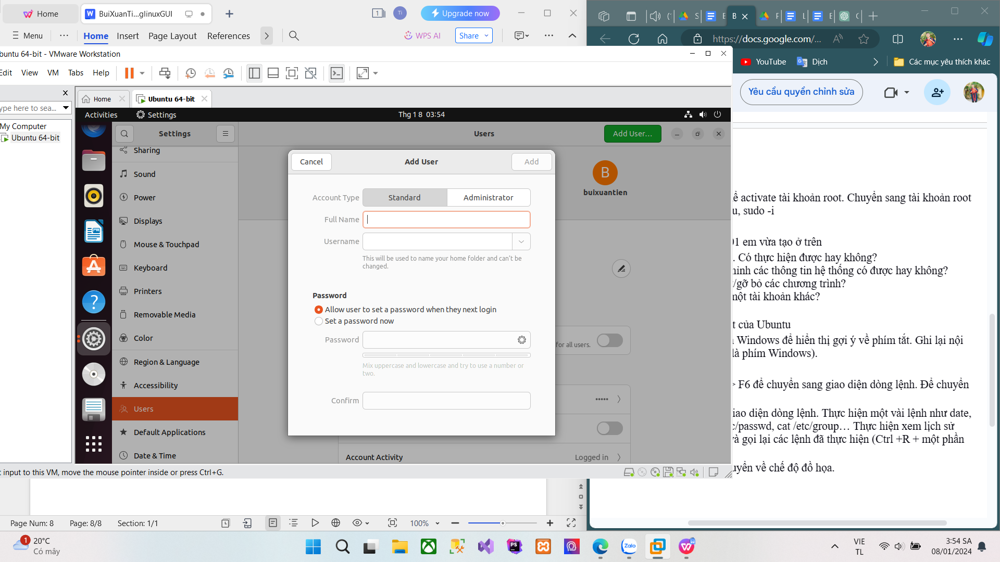 Home
BuiXuanTi...glinuxGUI
1
Ti
Upgrade now
Menu
Home
Insert
Page Layout
References
WPS AI
Share
buntu 64-bit - VMware Workstation
Edit
View
VM
Tabs
Help
Home
Ubuntu 64-bit
ype here to sea...
My Computer
Ubuntu 64-bit
Activities
Settings
Thg 1 8 03:54
Settings
Users
Add User…
Sharing
Sound
Power
Displays
Mouse & Touchpad
Keyboard
Printers
Removable Media
Color
Region & Language
Accessibility
Users
Default Applications
Date & Time
B
buixuantien
Cancel
Add User
Add
Account Type
Standard
Administrator
Full Name
Username
This will be used to name your home folder and can't be
changed.
Password
Allow user to set a password when they next login
Set a password now
Password
Mix uppercase and lowercase and try to use a number or
two.
Confirm
for all users.
•••••
Account Activity
Logged in
t input to this VM, move the mouse pointer inside or press Ctrl+G.
Page Num: 8
Page: 8/8
Section: 1/1
100%
https://docs.google.com/...
YouTube
Dịch
Các mục yêu thích khác
Yêu cầu quyền chỉnh sửa
ể activate tài khoản root. Chuyển sang tài khoản root
u, sudo -i
01 em vừa tạo ở trên
. Có thực hiện được hay không?
hỉnh các thông tin hệ thống có được hay không?
t/gỡ bỏ các chương trình?
một tài khoản khác?
t của Ubuntu
n Windows để hiển thị gợi ý về phím tắt. Ghi lại nội
là phím Windows).
> F6 để chuyển sang giao diện dòng lệnh. Để chuyển
iao diện dòng lệnh. Thực hiện một vài lệnh như date,
c/passwd, cat /etc/group… Thực hiện xem lịch sử
và gọi lại các lệnh đã thực hiện (Ctrl +R + một phần
uyển về chế độ đồ họa.
1
20°C
Có mây
PS
Zalo
VIE
TL
3:54 SA
08/01/2024